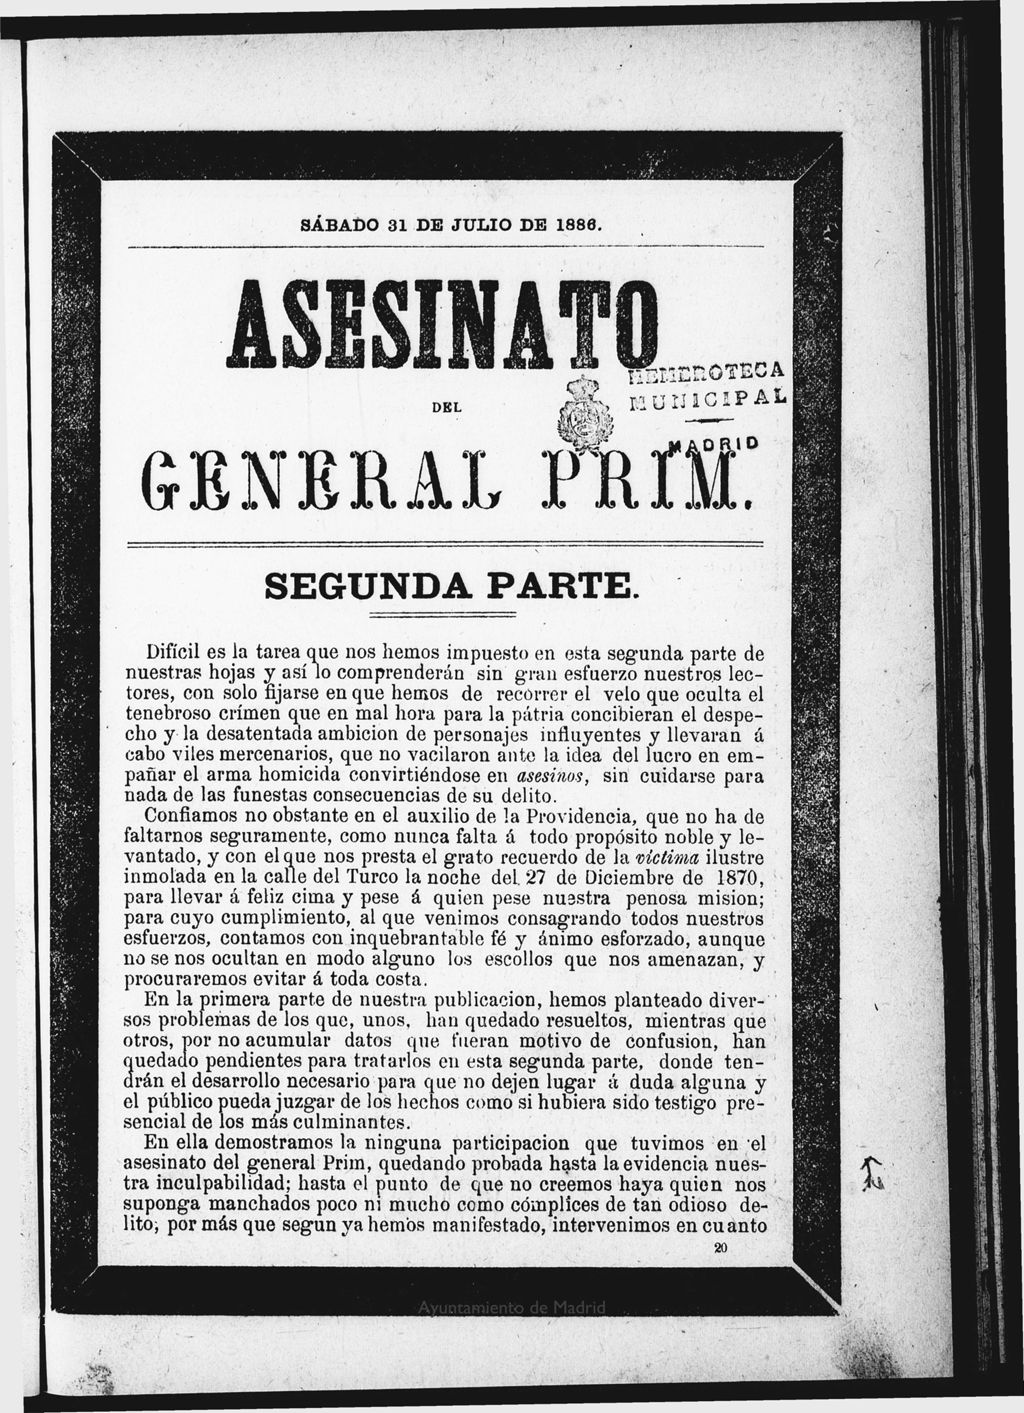 SÁBADO 31 DE JULIO DE 1886.
ASESINATO
HEMEROTECA
MUNICIPAL
MADRID
DEL
GENERAL PRIM.
SEGUNDA PARTE.
Difícil es la tarea que nos hemos impuesto en esta segunda parte de
nuestras hojas y así lo comprenderán sin gran esfuerzo nuestros lec-
tores, con solo fijarse en que hemos de recorrer el velo que oculta el
tenebroso crímen que en mal hora para la pátria concibieran el despe-
cho y la desatentada ambicion de personajes influyentes y llevaran á
cabo viles mercenarios, que no vacilaron ante la idea del lucro en em-
pañar el arma homicida convirtiéndose en asesinos, sin cuidarse para
nada de las funestas consecuencias de su delito.
Confiamos no obstante en el auxilio de la Providencia, que no ha de
faltarnos seguramente, como nunca falta á todo propósito noble y le-
vantado, y con el que nos presta el grato recuerdo de la víctima ilustre
inmolada en la calle del Turco la noche del 27 de Diciembre de 1870,
para llevar á feliz cima y pese á quien pese nuestra penosa mision;
para cuyo cumplimiento, al que venimos consagrando todos nuestros
esfuerzos, contamos con inquebrantable fé y ánimo esforzado, aunque
no se nos ocultan en modo alguno los escollos que nos amenazan, y
procuraremos evitar á toda costa.
En la primera parte de nuestra publicacion, hemos planteado diver-
sos problemas de los que, unos, han quedado resueltos, mientras que
otros, por no acumular datos que fueran motivo de confusion, han
quedado pendientes para tratarlos en esta segunda parte, donde ten-
drán el desarrollo necesario para que no dejen lugar á duda alguna y
el público pueda juzgar de los hechos como si hubiera sido testigo pre-
sencial de los más culminantes.
En ella demostramos la ninguna participacion que tuvimos en el
asesinato del general Prim, quedando probada hasta la evidencia nues-
tra inculpabilidad; hasta el punto de que no creemos haya quien nos
suponga manchados poco ni mucho como cómplices de tan odioso de-
lito; por más que segun ya hemos manifestado, intervenimos en cuanto
20
Ayuntamiento de Madrid